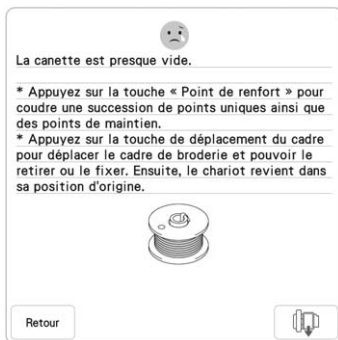 La canette est presque vide.
* Appuyez sur la touche « Point de renfort » pour
coudre une succession de points uniques ainsi que
des points de maintien.
* Appuyez sur la touche de déplacement du cadre
pour déplacer le cadre de broderie et pouvoir le
retirer ou le fixer. Ensuite, le chariot revient dans
sa position d'origine.
Retour